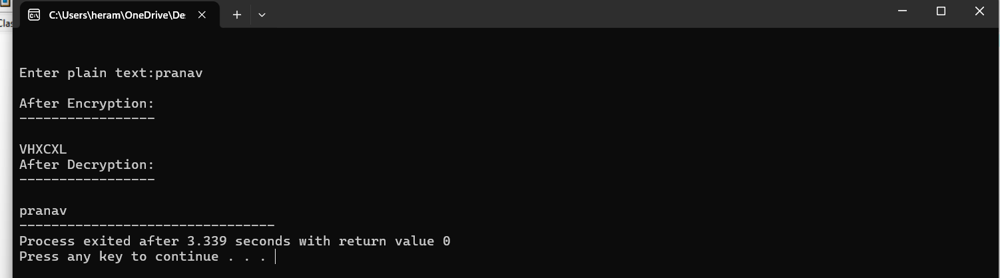 C:\Users\heram\OneDrive\De
Enter plain text:pranav
After Encryption:
-----------------
VHXCXL
After Decryption:
-----------------
pranav
--------------------------------
Process exited after 3.339 seconds with return value 0
Press any key to continue . . .